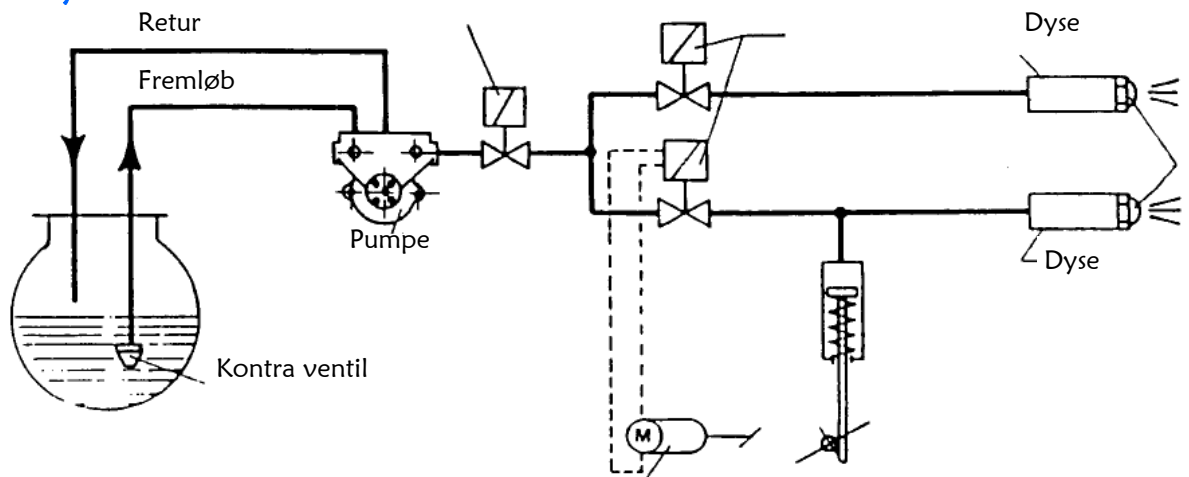 Retur
Dyse
Fremløb
Pumpe
Dyse
Kontra ventil
M